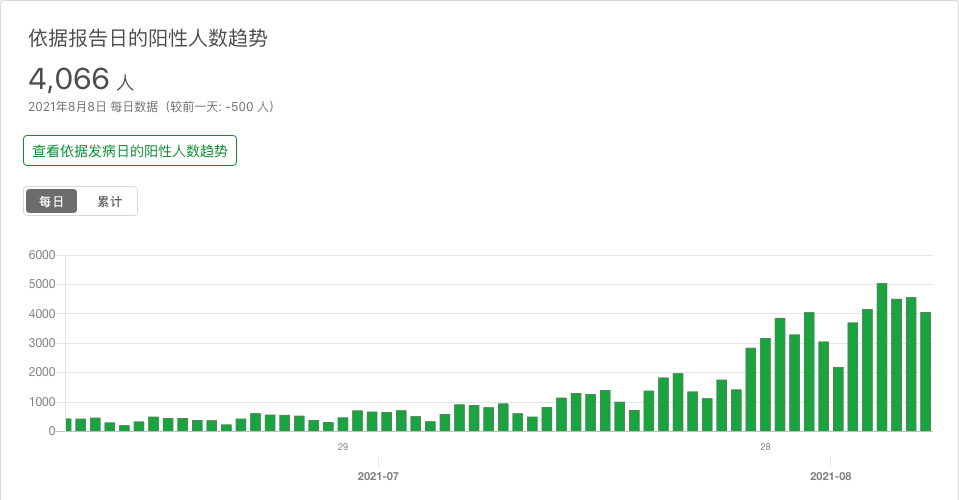 依据报告日的阳性人数趋势
4,066 人
2021年8月8日 每日数据（较前一天: -500 人）
查看依据发病日的阳性人数趋势
每日 累计
6000
5000
4000
3000
2000
1000
0
29 28
2021-07 2021-08